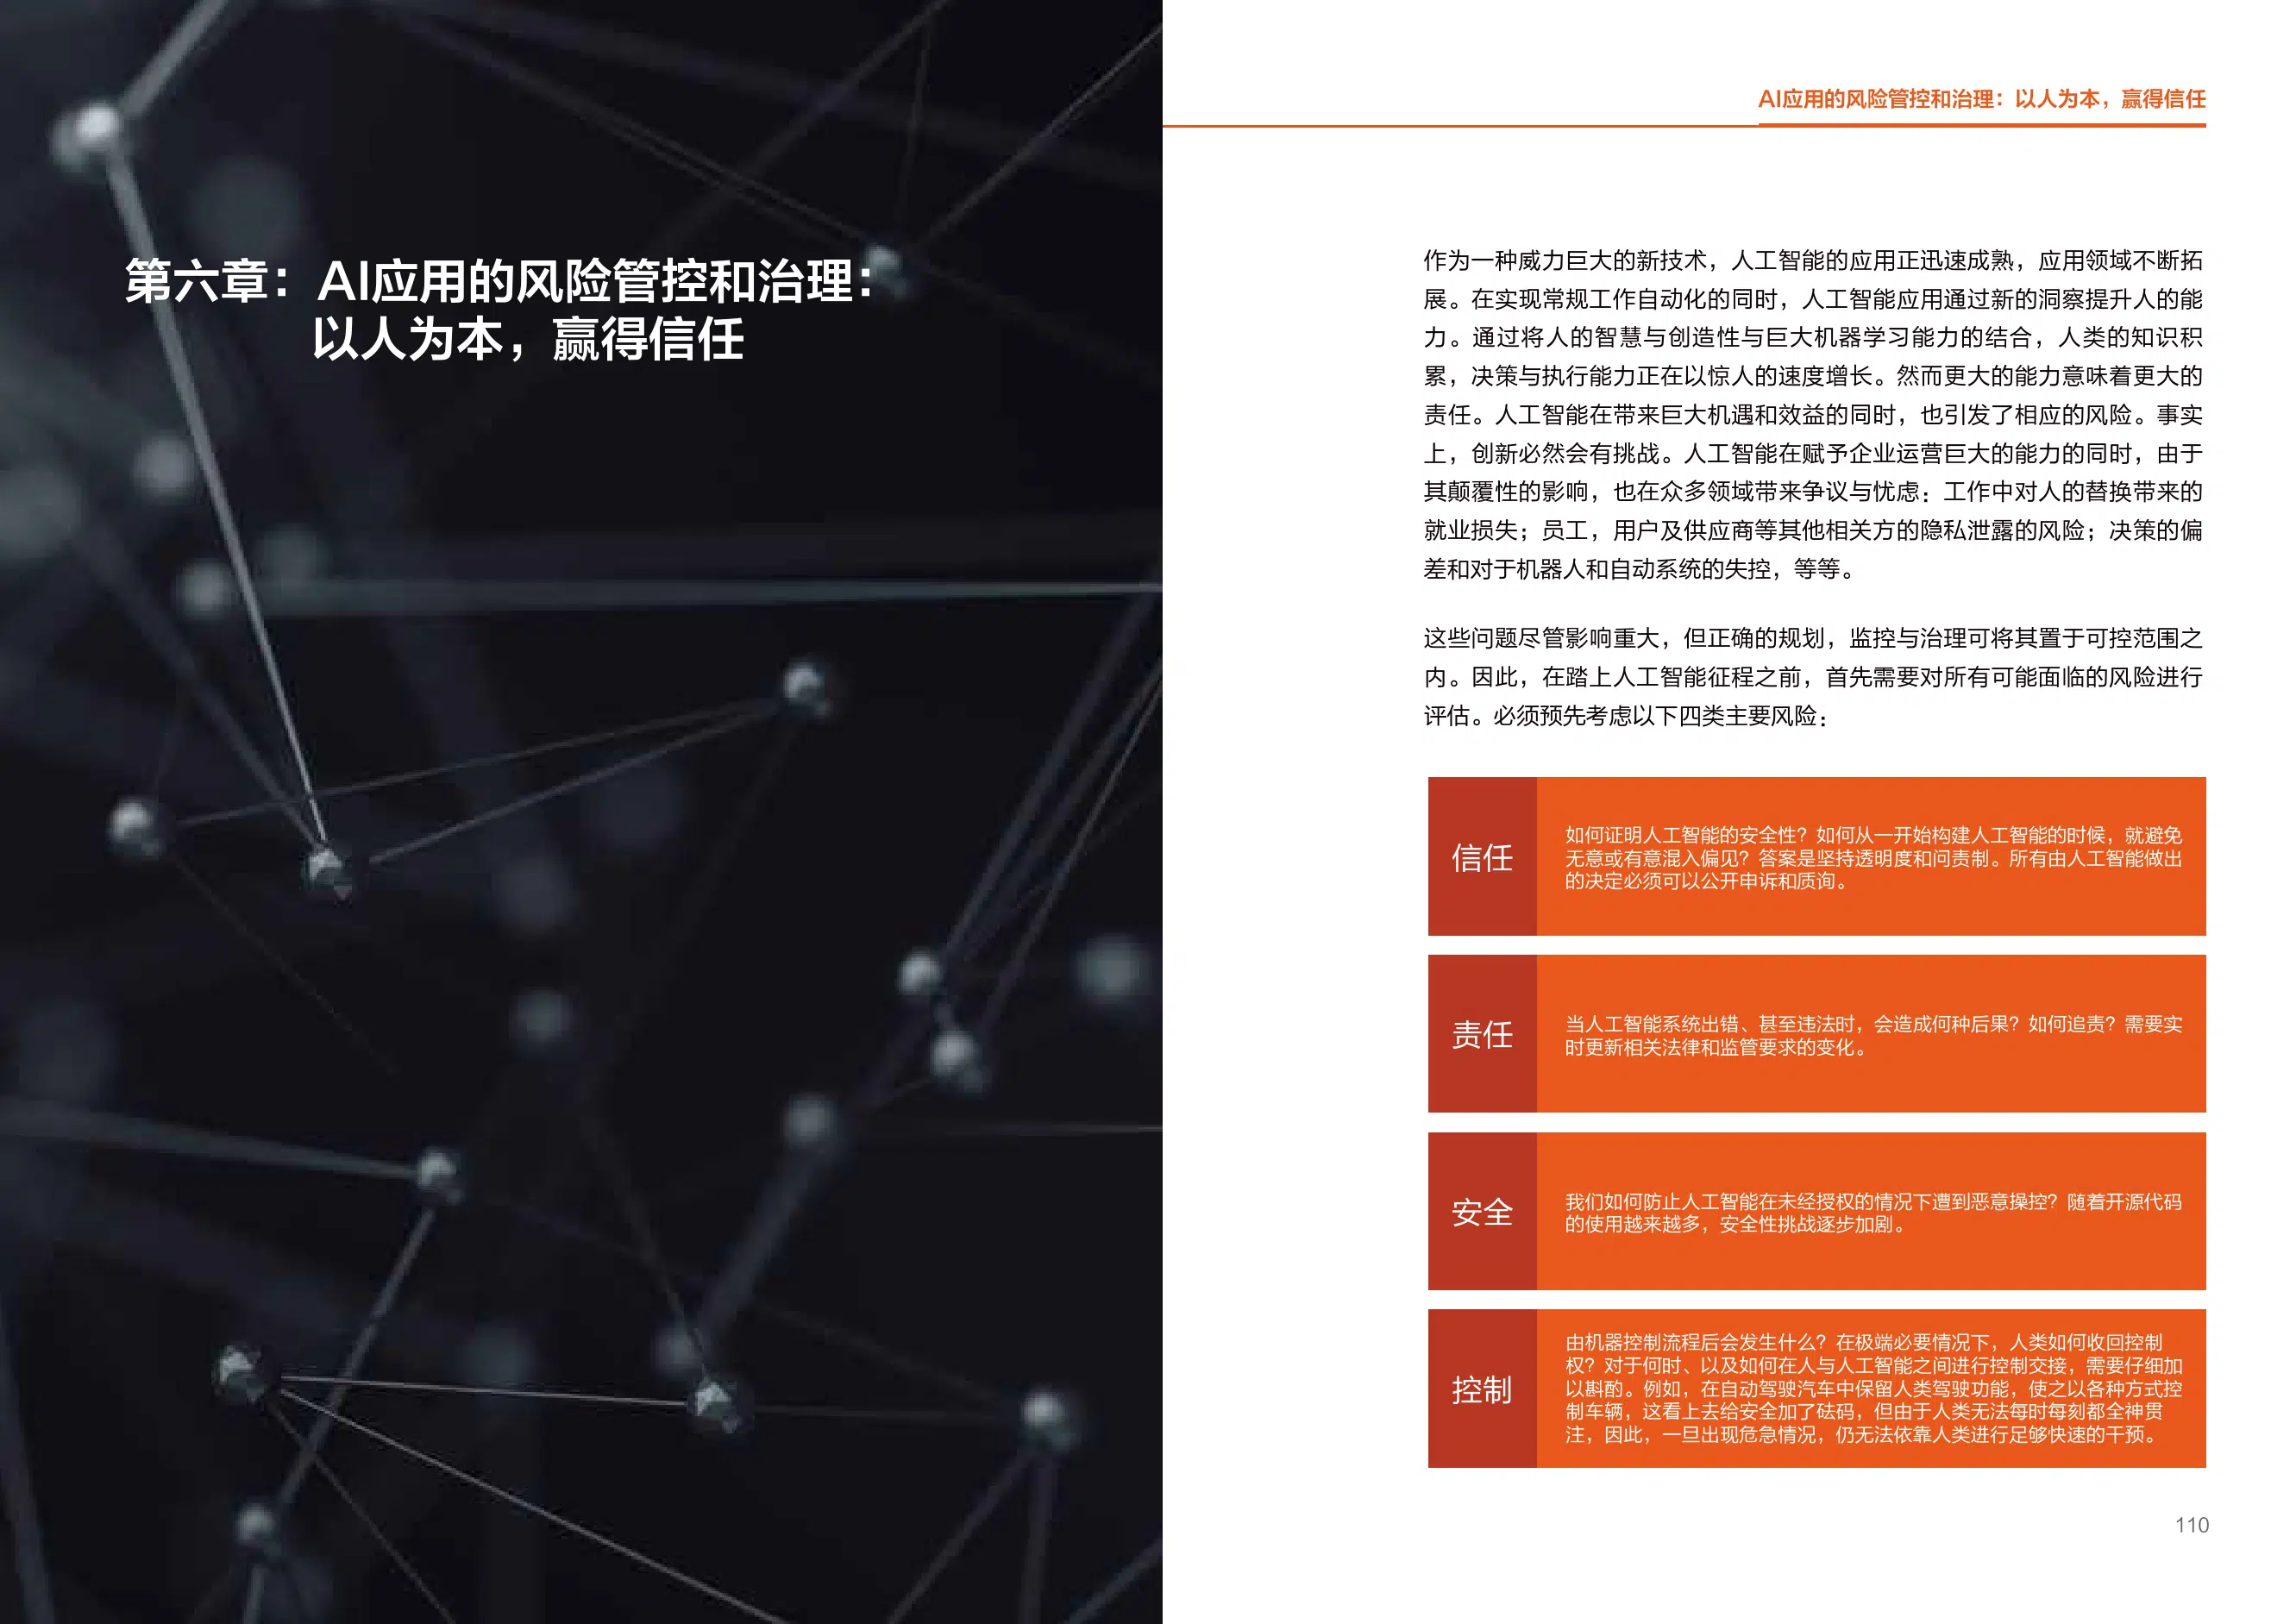 第六章：AI应用的风险管控和治理：
以人为本，赢得信任
AI应用的风险管控和治理：以人为本，赢得信任
作为一种威力巨大的新技术，人工智能的应用正迅速成熟，应用领域不断拓
展。在实现常规工作自动化的同时，人工智能应用通过新的洞察提升人的能
力。通过将人的智慧与创造性与巨大机器学习能力的结合，人类的知识积
累，决策与执行能力正在以惊人的速度增长。然而更大的能力意味着更大的
责任。人工智能在带来巨大机遇和效益的同时，也引发了相应的风险。事实
上，创新必然会有挑战。人工智能在赋予企业运营巨大的能力的同时，由于
其颠覆性的影响，也在众多领域带来争议与忧虑：工作中对人的替换带来的
就业损失；员工，用户及供应商等其他相关方的隐私泄露的风险；决策的偏
差和对于机器人和自动系统的失控，等等。
这些问题尽管影响重大，但正确的规划，监控与治理可将其置于可控范围之
内。因此，在踏上人工智能征程之前，首先需要对所有可能面临的风险进行
评估。必须预先考虑以下四类主要风险：
信任
如何证明人工智能的安全性？如何从一开始构建人工智能的时候，就避免
无意或有意混入偏见？答案是坚持透明度和问责制。所有由人工智能做出
的决定必须可以公开申诉和质询。
责任
当人工智能系统出错、甚至违法时，会造成何种后果？如何追责？需要实
时更新相关法律和监管要求的变化。
安全
我们如何防止人工智能在未经授权的情况下遭到恶意操控？随着开源代码
的使用越来越多，安全性挑战逐步加剧。
控制
由机器控制流程后会发生什么？在极端必要情况下，人类如何收回控制
权？对于何时、以及如何在人与人工智能之间进行控制交接，需要仔细加
以斟酌。例如，在自动驾驶汽车中保留人类驾驶功能，使之以各种方式控
制车辆，这看上去给安全加了砝码，但由于人类无法每时每刻都全神贯
注，因此，一旦出现危急情况，仍无法依靠人类进行足够快速的干预。
110